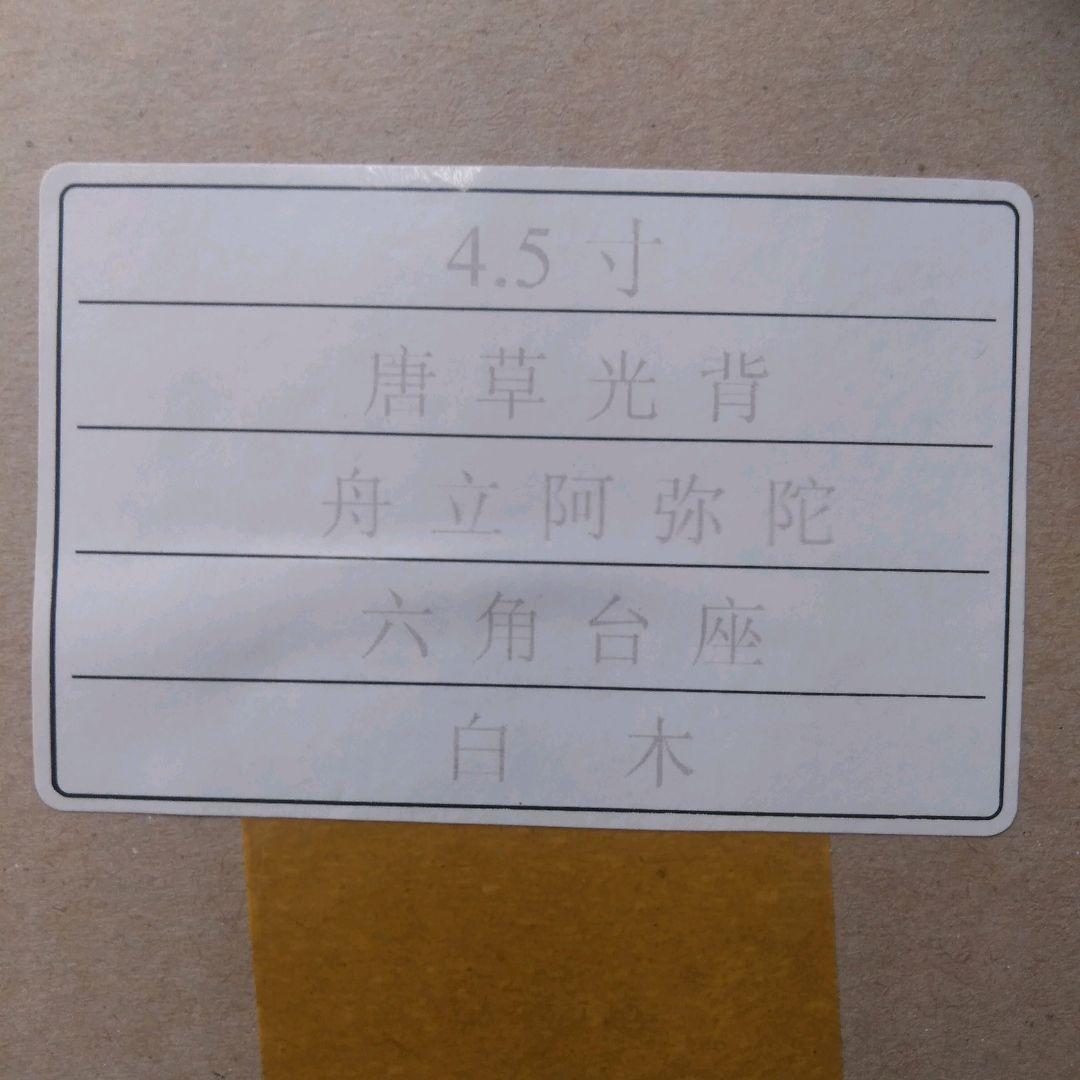 4.5 寸
唐 草 光 背
舟 立 阿 弥 陀
六 角 台 座
白 木